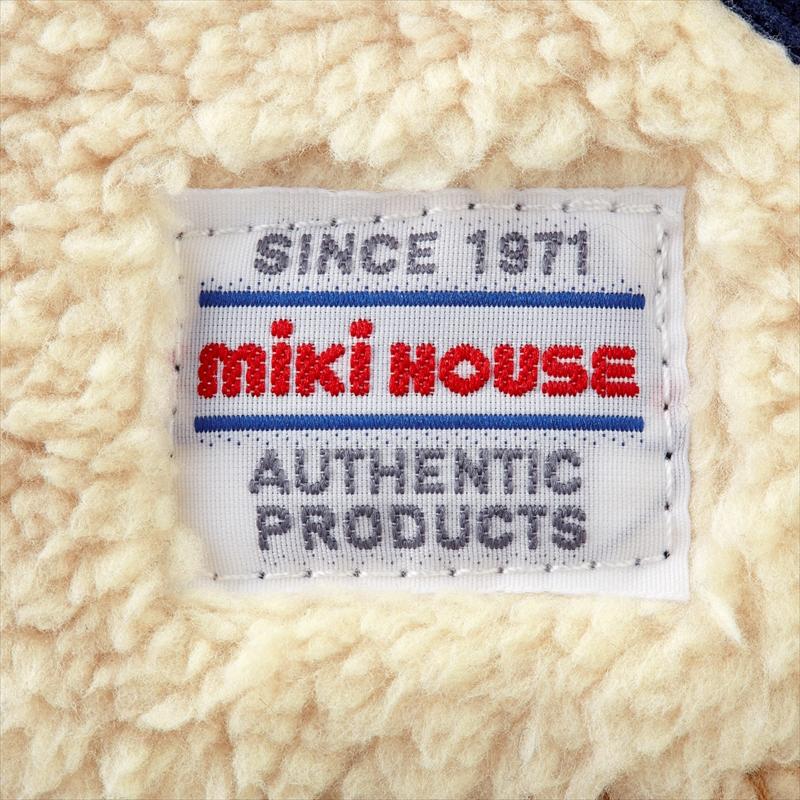 SINCE 1971
miki HOUSE
AUTHENTIC
PRODUCTS